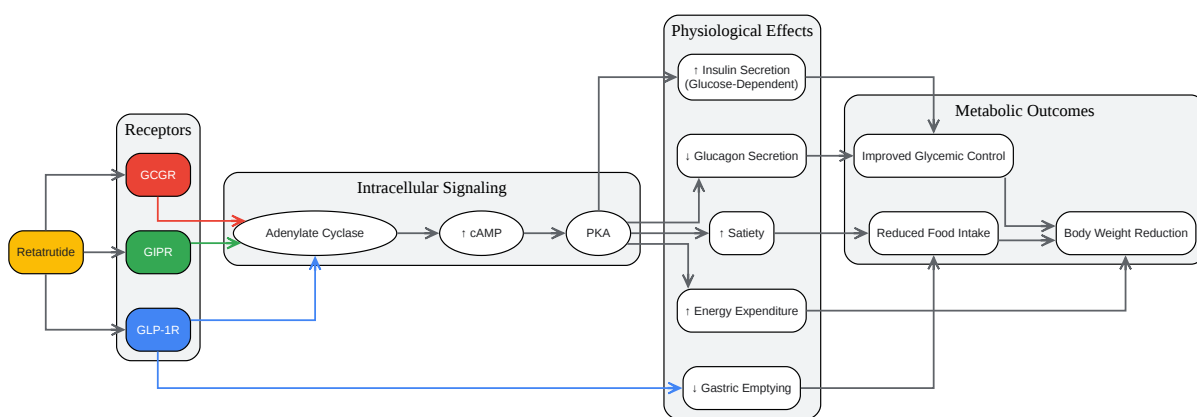 Physiological Effects
↑ Insulin Secretion
(Glucose-Dependent)
Metabolic Outcomes
Receptors
↓ Glucagon Secretion
Improved Glycemic Control
GCGR
Intracellular Signaling
Retatrutide
GIPR
Adenylate Cyclase
↑ cAMP
PKA
↑ Satiety
Reduced Food Intake
Body Weight Reduction
GLP-1R
↑ Energy Expenditure
↓ Gastric Emptying